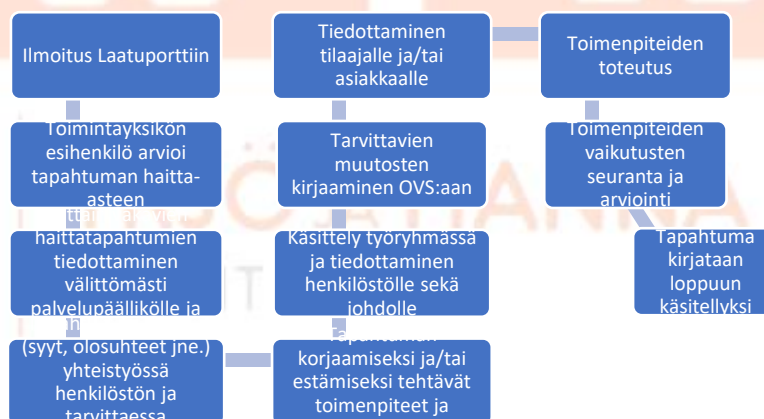 Ilmoitus Laatuporttiin
Toimintayksikön
esihenkilö arvioi
tapahtuman haitta-
asteen
haittatapahtumien
tiedottaminen
välittömästi
palvelupäällikölle ja
(syyt, olosuhteet jne.)
yhteistyössä
henkilöstön ja
tarvittaessa
Tapahtuman
korjaamiseksi ja/tai
estämiseksi tehtävät
toimenpiteet ja
Käsittely työryhmässä
ja tiedottaminen
henkilöstölle sekä
johdolle
Tarvittavien
muutosten
kirjaaminen OVS:aan
Tiedottaminen
tilaajalle ja/tai
asiakkaalle
Toimenpiteiden
toteutus
Toimenpiteiden
vaikutusten
seuranta ja
arviointi
Tapahtuma
kirjataan
loppuun
käsitellyksi